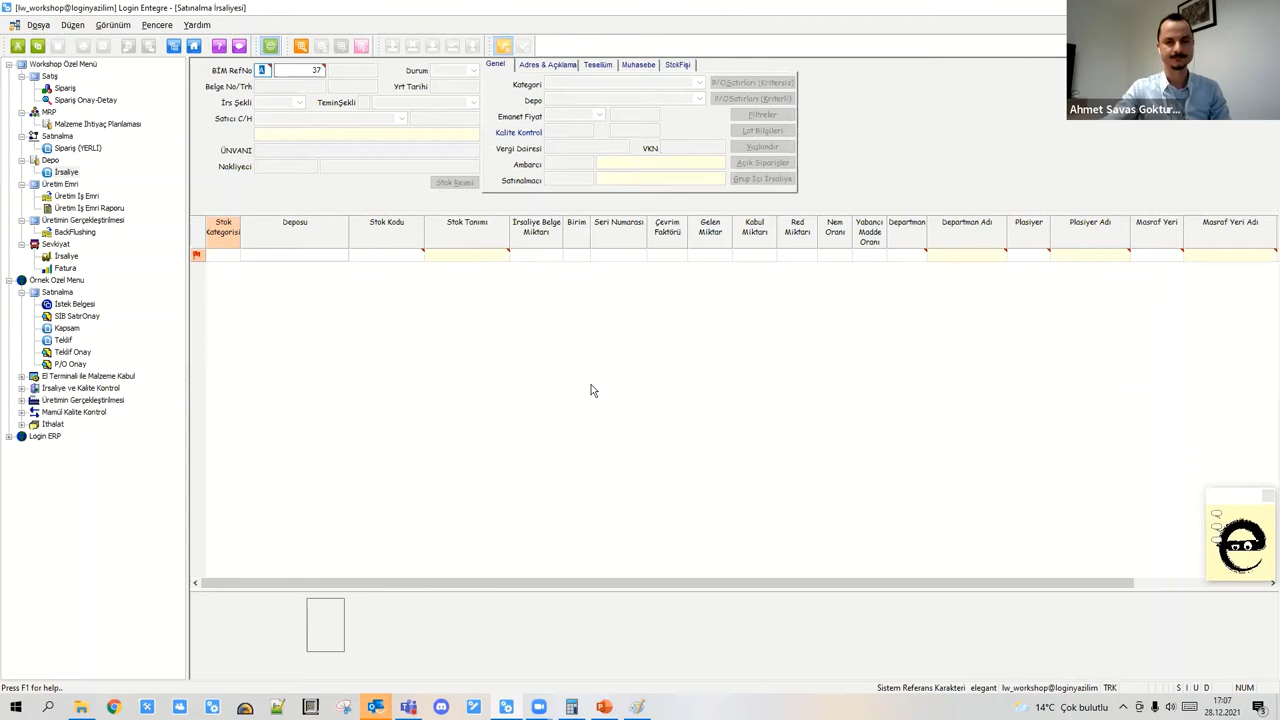 [lw_workshop@loginyazilim] Login Entegre - [Satınalma İrsaliyesi]
Dosya Düzen Görünüm Pencere Yardım
Ahmet Savas Goktur...
Workshop Özel Menü
Satış
Sipariş
Sipariş Onay-Detay
MRP
Malzeme İhtiyaç Planlaması
Satınalma
Sipariş (YERLİ)
Depo
İrsaliye
Üretim Emri
Üretim İş Emri
Üretim İş Emri Raporu
Üretimin Gerçekleştirilmesi
BackFlushing
Sevkiyat
İrsaliye
Fatura
Örnek Özel Menu
Satınalma
İstek Belgesi
SİB SatırOnay
Kapsam
Teklif
Teklif Onay
P/O Onay
El Terminali ile Malzeme Kabul
İrsaliye ve Kalite Kontrol
Üretimin Gerçekleştirilmesi
Mamül Kalite Kontrol
İthalat
Login ERP
BİM RefNo A 37 Durum
Belge No/Trh Yrt Tarihi
İrs Şekli TeminŞekli
Satıcı C/H
ÜNVANI
Nakliyeci
Stok Resmi
Genel Adres & Açıklama Tesellüm Muhasebe StokFişi
Kategori P/OSatırları (Kritersiz)
Depo P/OSatırları (Kriterli)
Emanet Fiyat Filtreler
Kalite Kontrol Lot Bilgileri
Vergi Dairesi VKN Yaşlandır
Ambarcı Açık Siparişler
Satınalmacı Grup İçi İrsaliye
Stok Kategorisi Deposu Stok Kodu Stok Tanımı İrsaliye Belge Miktarı Birim Seri Numarası Çevrim Faktörü Gelen Miktar Kabul Miktarı Red Miktarı Nem Oranı Yabancı Madde Oranı Departman Departman Adı Plasiyer Plasiyer Adı Masraf Yeri Masraf Yeri Adı
Press F1 for help..
Sistem Referans Karakteri elegant lw_workshop@loginyazilim TRK S I U D NUM
14°C Çok bulutlu
17:07
28.12.2021